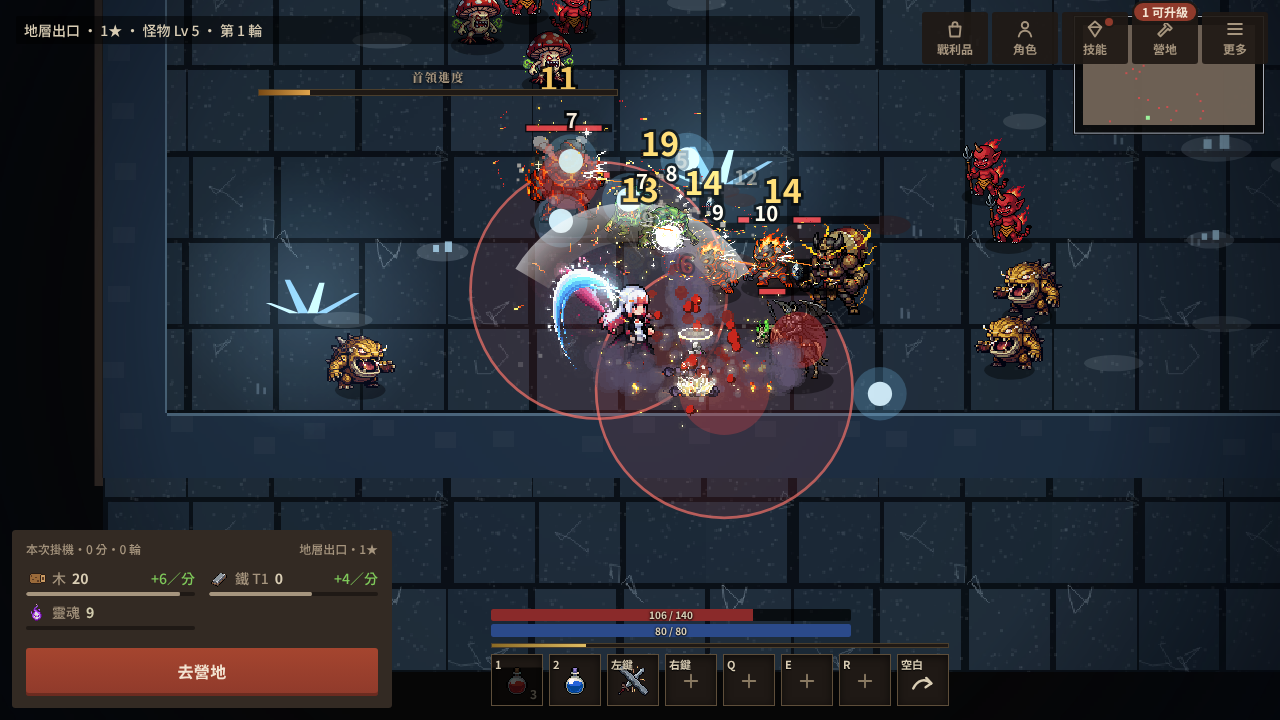 地層出口 · 1★ · 怪物 Lv 5 · 第 1 輪
首領進度
戰利品
角色
技能
1 可升級
營地
更多
11
7
19
5
8
7
13
14
12
14
9
10
6
本次掛機 · 0 分 · 0 輪
地層出口 · 1★
木 20 +6／分
鐵 T1 0 +4／分
靈魂 9
去營地
106 / 140
80 / 80
1
3
2
左鍵
右鍵
Q
E
R
空白